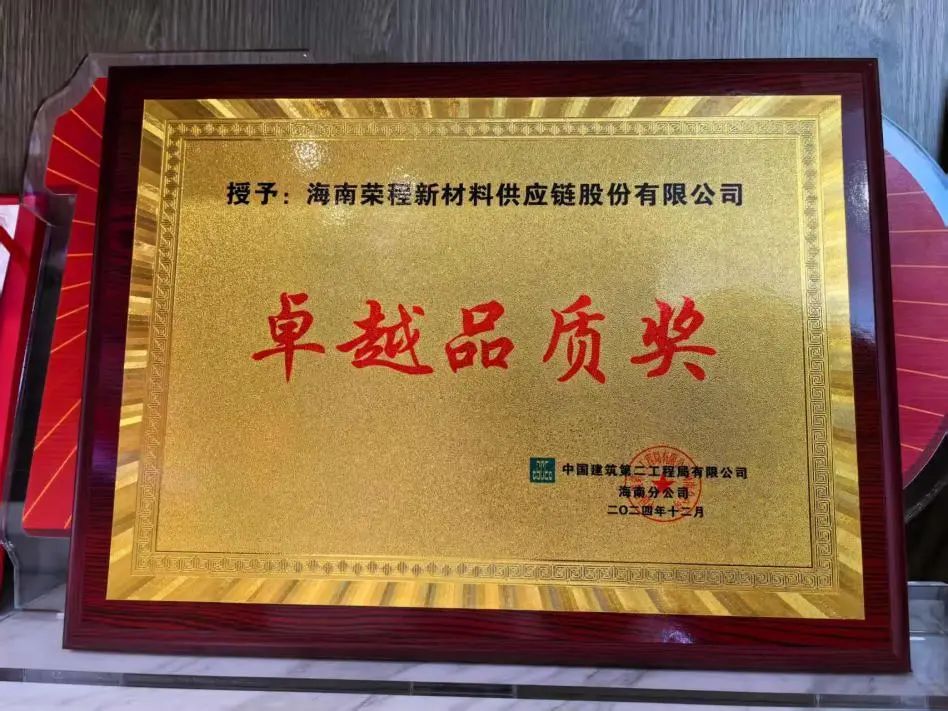 授予：海南荣程新材料供应链股份有限公司
卓越品质奖
中国建筑第二工程局有限公司
海南分公司
二〇二四年十二月